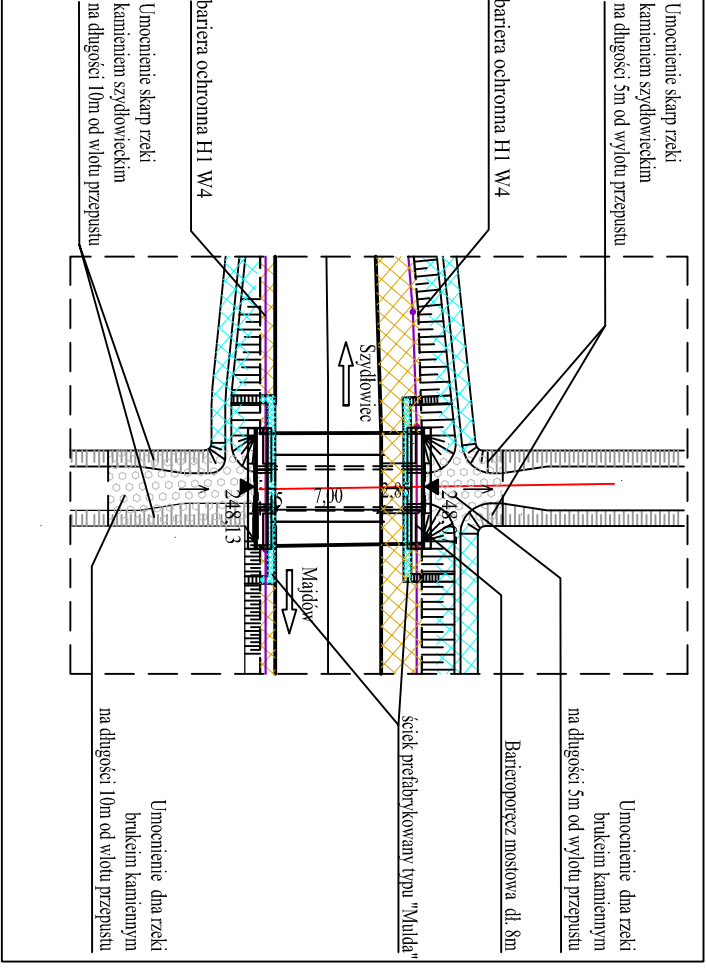 Umocnienie skarp rzeki
kamieniem szydłowieckim
na długości 5m od wylotu przepustu
bariera ochronna H1 W4
bariera ochronna H1 W4
Umocnienie skarp rzeki
kamieniem szydłowieckim
na długości 10m od wlotu przepustu
Szydłowiec
7,00
248,13
Majdów
Umocnienie dna rzeki
brukeim kamiennym
na długości 5m od wylotu przepustu
Barieroporęcz mostowa dł. 8m
ściek prefabrykowany typu "Mulda"
Umocnienie dna rzeki
brukeim kamiennym
na długości 10m od wlotu przepustu